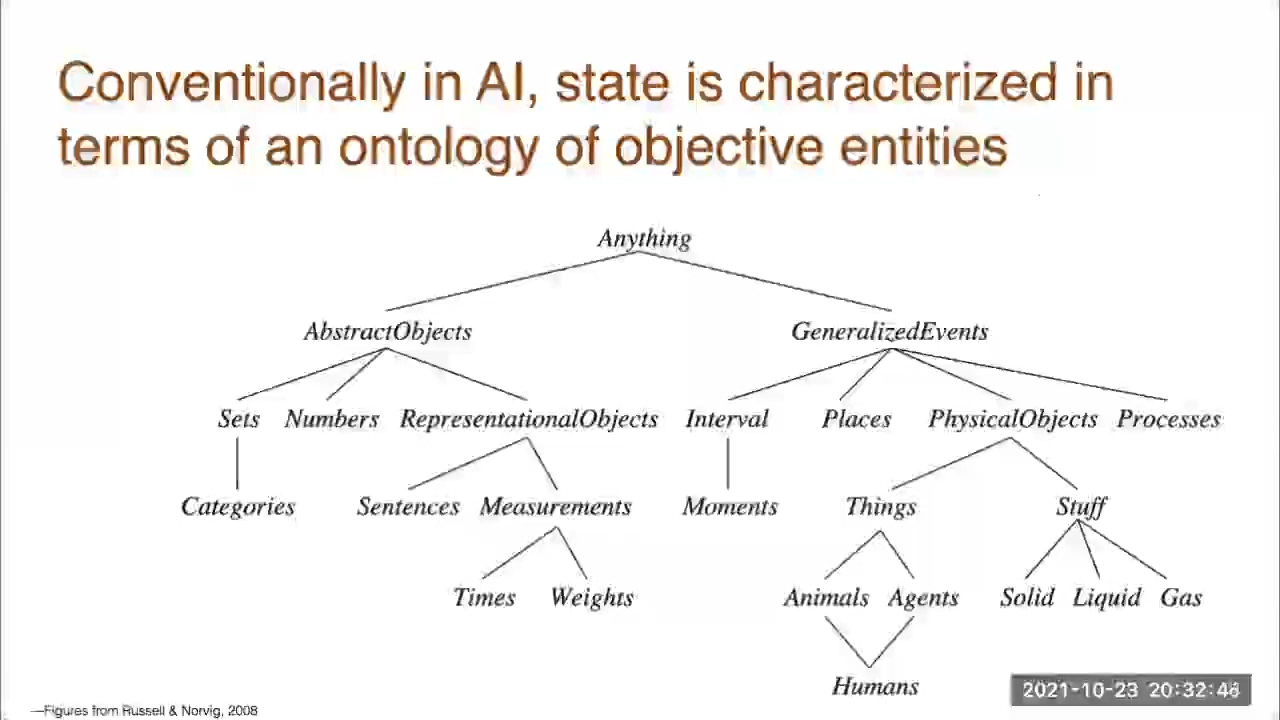 Conventionally in AI, state is characterized in
terms of an ontology of objective entities
Anything
AbstractObjects GeneralizedEvents
Sets Numbers RepresentationalObjects Interval Places PhysicalObjects Processes
Categories Sentences Measurements Moments Things Stuff
Times Weights Animals Agents Solid Liquid Gas
Humans
2021-10-23 20:32:48
—Figures from Russell & Norvig, 2008